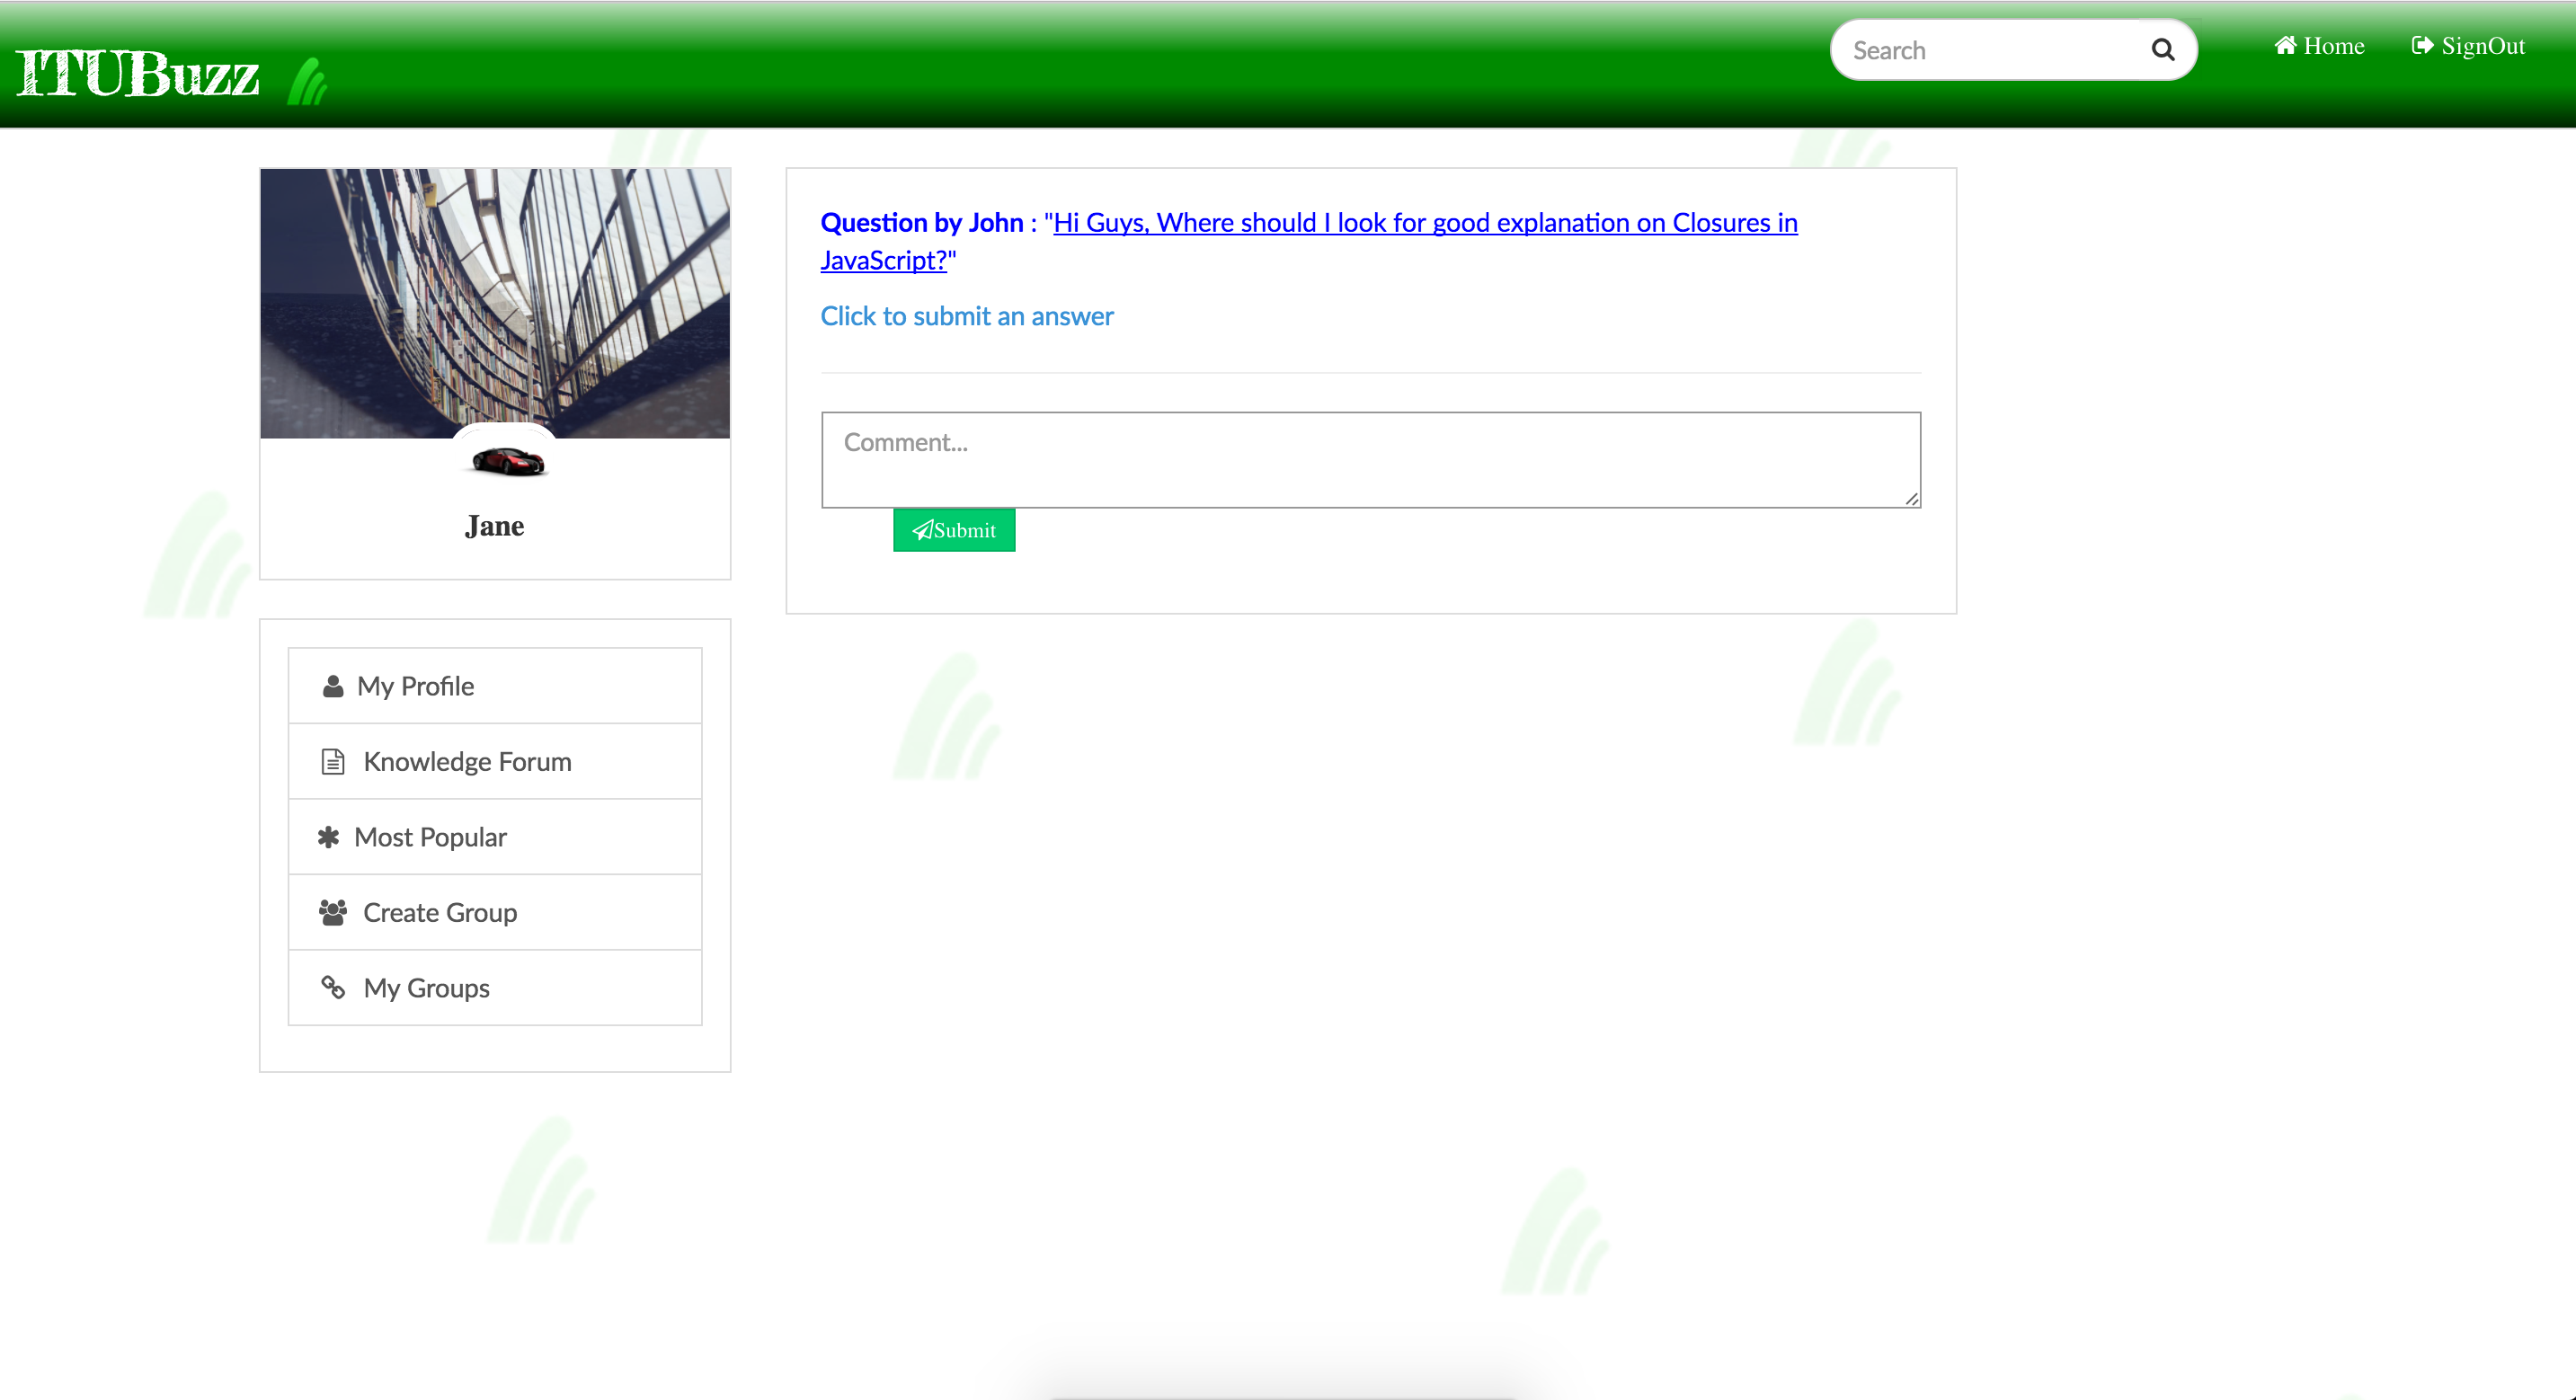 ITUBuzz
Search
Home
SignOut
Question by John : "Hi Guys, Where should I look for good explanation on Closures in
JavaScript?"
Click to submit an answer
Comment...
Submit
Jane
My Profile
Knowledge Forum
Most Popular
Create Group
My Groups